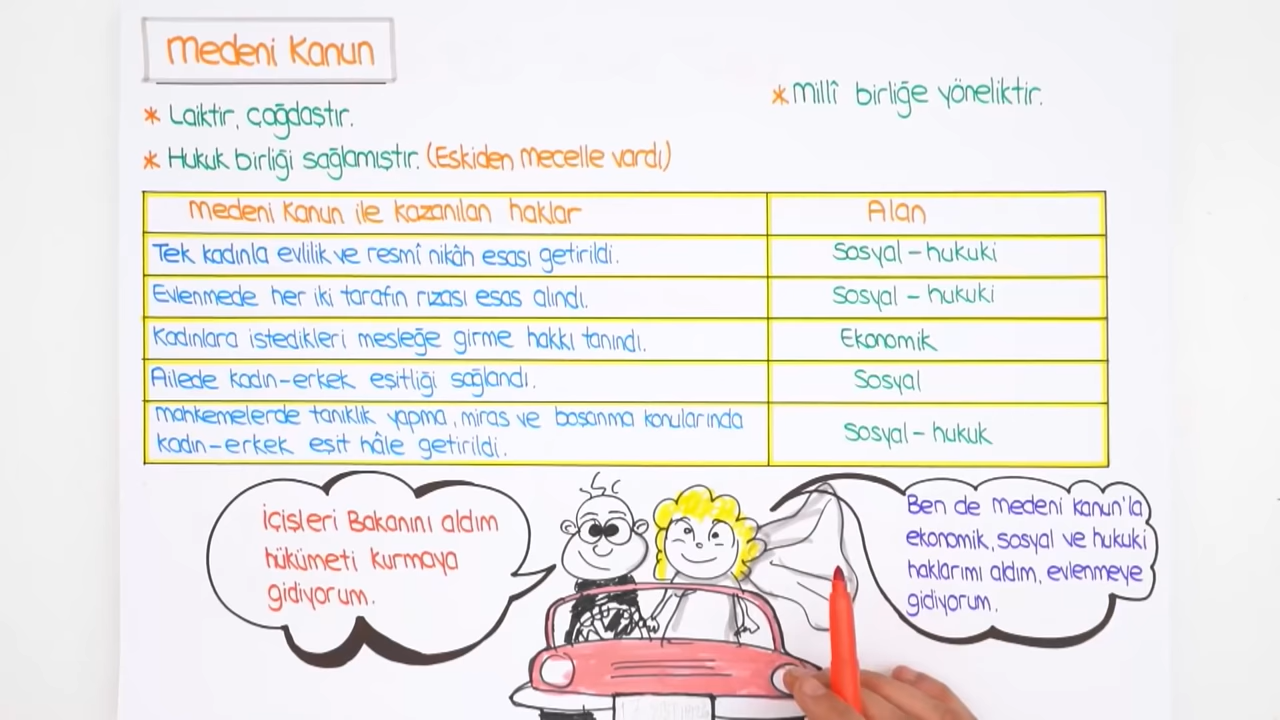 Medeni Kanun
* Laiktir, çağdaştır.
* Millî birliğe yöneliktir.
* Hukuk birliği sağlamıştır. (Eskiden Mecelle vardı)
Medeni Kanun ile kazanılan haklar
Alan
Tek kadınla evlilik ve resmî nikâh esası getirildi.
Sosyal - hukuki
Evlenmede her iki tarafın rızası esas alındı.
Sosyal - hukuki
Kadınlara istedikleri mesleğe girme hakkı tanındı.
Ekonomik
Ailede kadın-erkek eşitliği sağlandı.
Sosyal
Mahkemelerde tanıklık yapma, miras ve boşanma konularında
kadın-erkek eşit hâle getirildi.
Sosyal - hukuk
İçişleri Bakanını aldım
hükümeti kurmaya
gidiyorum.
Ben de medeni kanun'la
ekonomik, sosyal ve hukuki
haklarımı aldım, evlenmeye
gidiyorum.